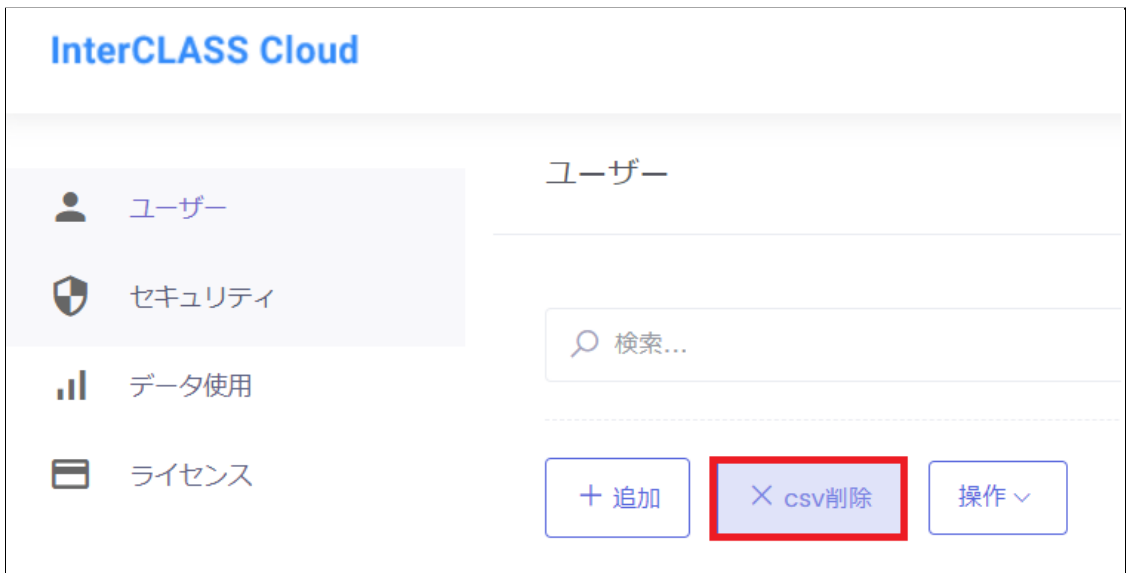 InterCLASS Cloud
ユーザー
セキュリティ
データ使用
ライセンス
ユーザー
検索...
追加
csv削除
操作